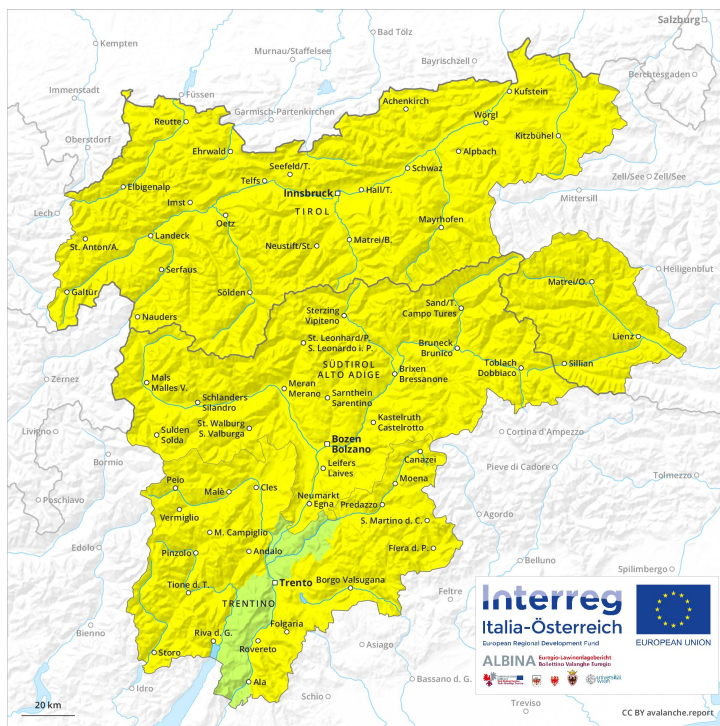 Salzburg
Kempten
Bad Tölz
Murnau/Staffelsee
Bayrischzell
Berchtesgaden
Immenstadt
Füssen
Garmisch-Partenkirchen
Achenkirch
Kufstein
Reutte
Wörgl
Oberstdorf
Ehrwald
Kitzbühel
Alpbach
Seefeld/T.
Schwaz
Zell/See
Zell/See
Telfs
Elbigenalp
Innsbruck
Hall/T.
Mittersill
Lech
Imst
TIROL
Oetz
Mayrhofen
St. Anton/A.
Landeck
Neustift/St.
Matrei/B.
Serfaus
Heiligenblut
Galtür
Sölden
Matrei/O.
Nauders
Sterzing
Vipiteno
Sand/T.
Campo Tures
Lienz
St. Leonhard/P.
S. Leonardo i. P.
Bruneck
Brunico
Toblach
Dobbiaco
Sillian
SÜDTIROL
ALTO ADIGE
Brixen
Bressanone
Zernez
Mals
Malles V.
Meran
Merano
Schlanders
Silandro
Sarnthein
Sarentino
Kastelruth
Castelrotto
St. Walburg
S. Valburga
Livigno
Sulden
Solda
Cortina d'Ampezzo
Bozen
Bolzano
Bormio
Canazei
Pieve di Cadore
Leifers
Laives
Tolmezzo
Poschiavo
Peio
Malè
Cles
Moena
Neumarkt
Egna
Predazzo
Vermiglio
Agordo
S. Martino d. C.
M. Campiglio
Edolo
Pinzolo
Andalo
Fiera d. P.
Belluno
Spilimbergo
Trento
Tione d. T.
Borgo Valsugana
Feltre
TRENTINO
Bienno
Folgaria
Riva d. G.
Rovereto
Asiago
Storo
Bassano d. G.
Ala
Idro
Schio
Treviso
20 km
Interreg
Italia-Österreich
European Regional Development Fund
EUROPEAN UNION
ALBINA
Euregio-Lawinenlagebericht
Bollettino Valanghe Euregio
universität
wien
CC BY avalanche.report